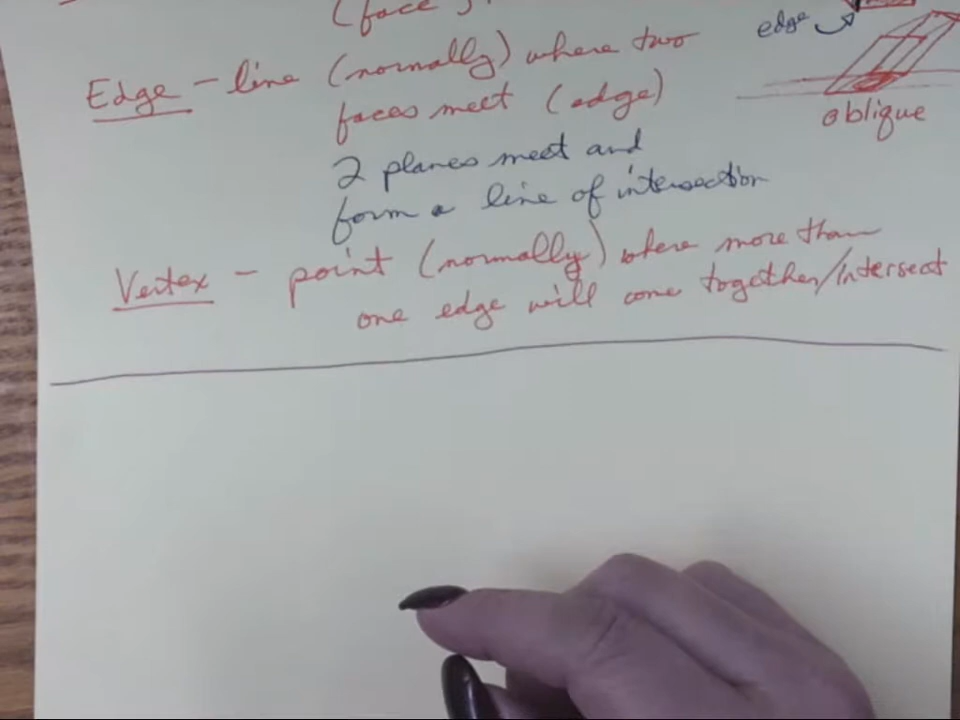 (face
edge
Edge - line (normally) where two
faces meet (edge)
oblique
2 planes meet and
form a line of intersection
Vertex - point (normally) where more than
one edge will come together/intersect